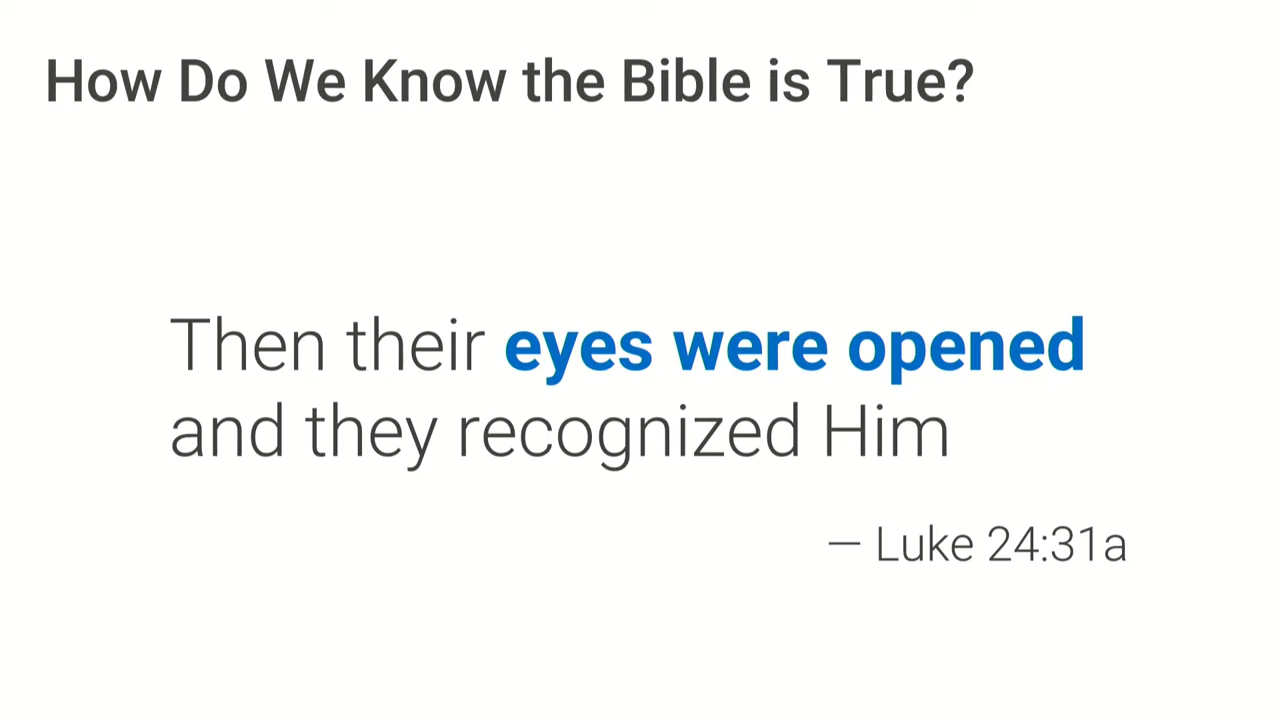 How Do We Know the Bible is True?
Then their eyes were opened
and they recognized Him
— Luke 24:31a